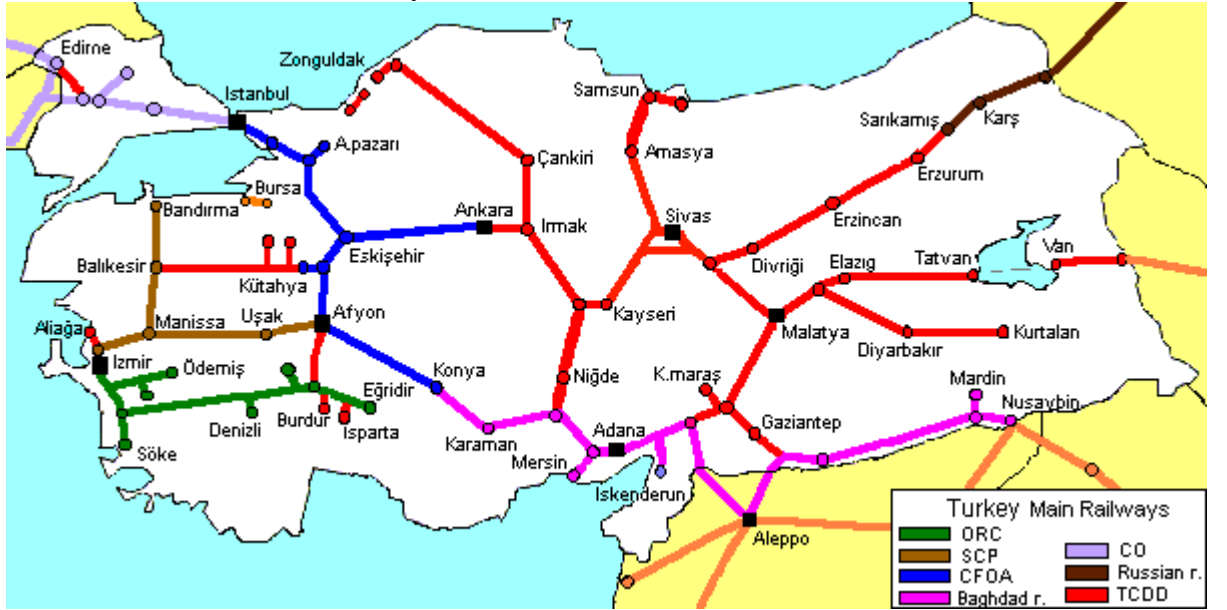 Edirne
Zonguldak
Istanbul
Samsun
Sarıkamış
Karş
A.pazarı
Çankiri
Amasya
Erzurum
Bursa
Bandırma
Ankara
Irmak
Sivas
Erzincan
Eskişehir
Divriği
Elazıg
Tatvan
Van
Balıkesir
Kütahya
Aliağa
Manissa
Uşak
Afyon
Kayseri
Malatya
Diyarbakır
Kurtalan
Izmir
Ödemiş
Konya
Niğde
K.maraş
Mardin
Eğridir
Burdur
Isparta
Denizli
Söke
Karaman
Adana
Gaziantep
Nusaybin
Mersin
Iskenderun
Aleppo
Turkey Main Railways
ORC
SCP
CFOA
Baghdad r.
CO
Russian r.
TCDD